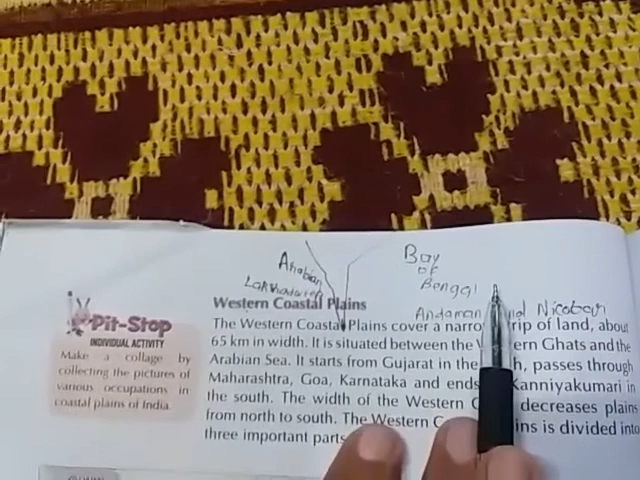 Arabian
Lakhadweep
Bay
of
Bengal
Andaman nd Nicobar
Western Coastal Plains
The Western Coastal Plains cover a narro rip of land, about
65 km in width. It is situated between the W ern Ghats and the
Arabian Sea. It starts from Gujarat in the h, passes through
Maharashtra, Goa, Karnataka and ends Kanniyakumari in
the south. The width of the Western C decreases plains
from north to south. The Western C ins is divided into
three important parts
Pit-Stop
INDIVIDUAL ACTIVITY
Make a collage by
collecting the pictures of
various occupations in
coastal plains of India.